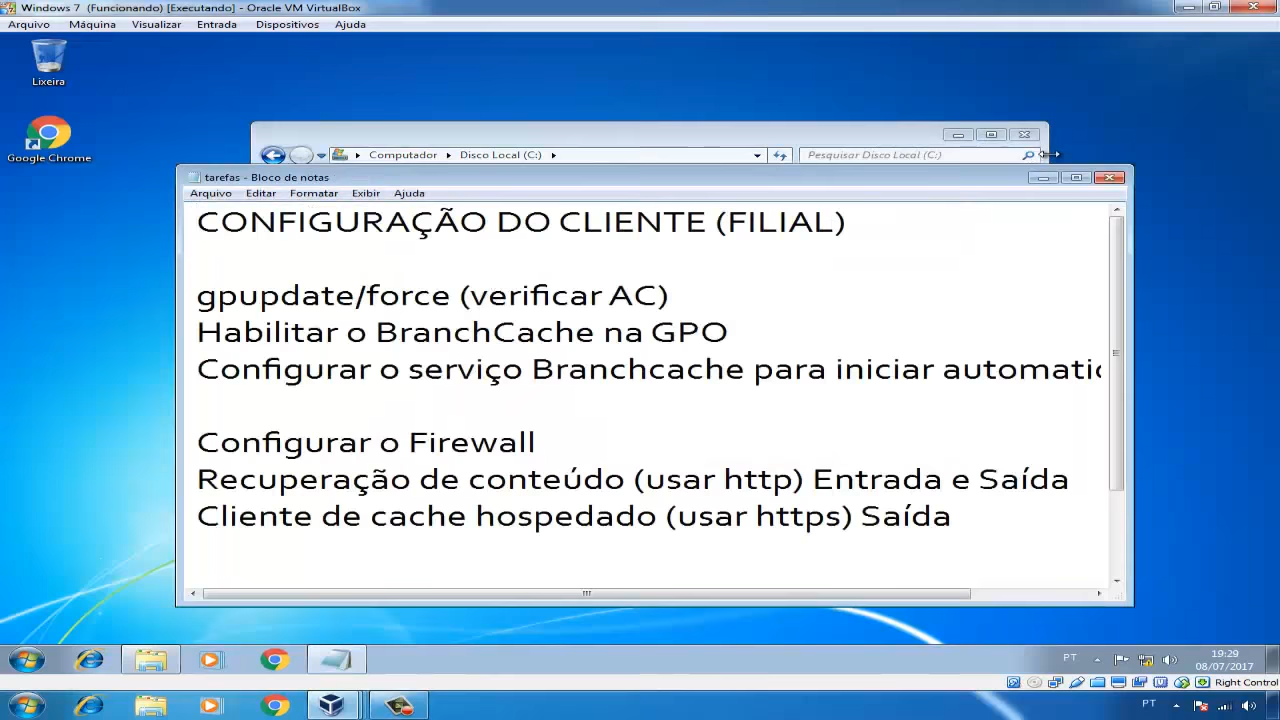 Windows 7 (Funcionando) [Executando] - Oracle VM VirtualBox
Arquivo Máquina Visualizar Entrada Dispositivos Ajuda
Lixeira
Google Chrome
Computador Disco Local (C:)
Pesquisar Disco Local (C:)
tarefas - Bloco de notas
Arquivo Editar Formatar Exibir Ajuda
CONFIGURAÇÃO DO CLIENTE (FILIAL)
gpupdate/force (verificar AC)
Habilitar o BranchCache na GPO
Configurar o serviço Branchcache para iniciar automatic
Configurar o Firewall
Recuperação de conteúdo (usar http) Entrada e Saída
Cliente de cache hospedado (usar https) Saída
PT
19:29
08/07/2017
Right Control
PT